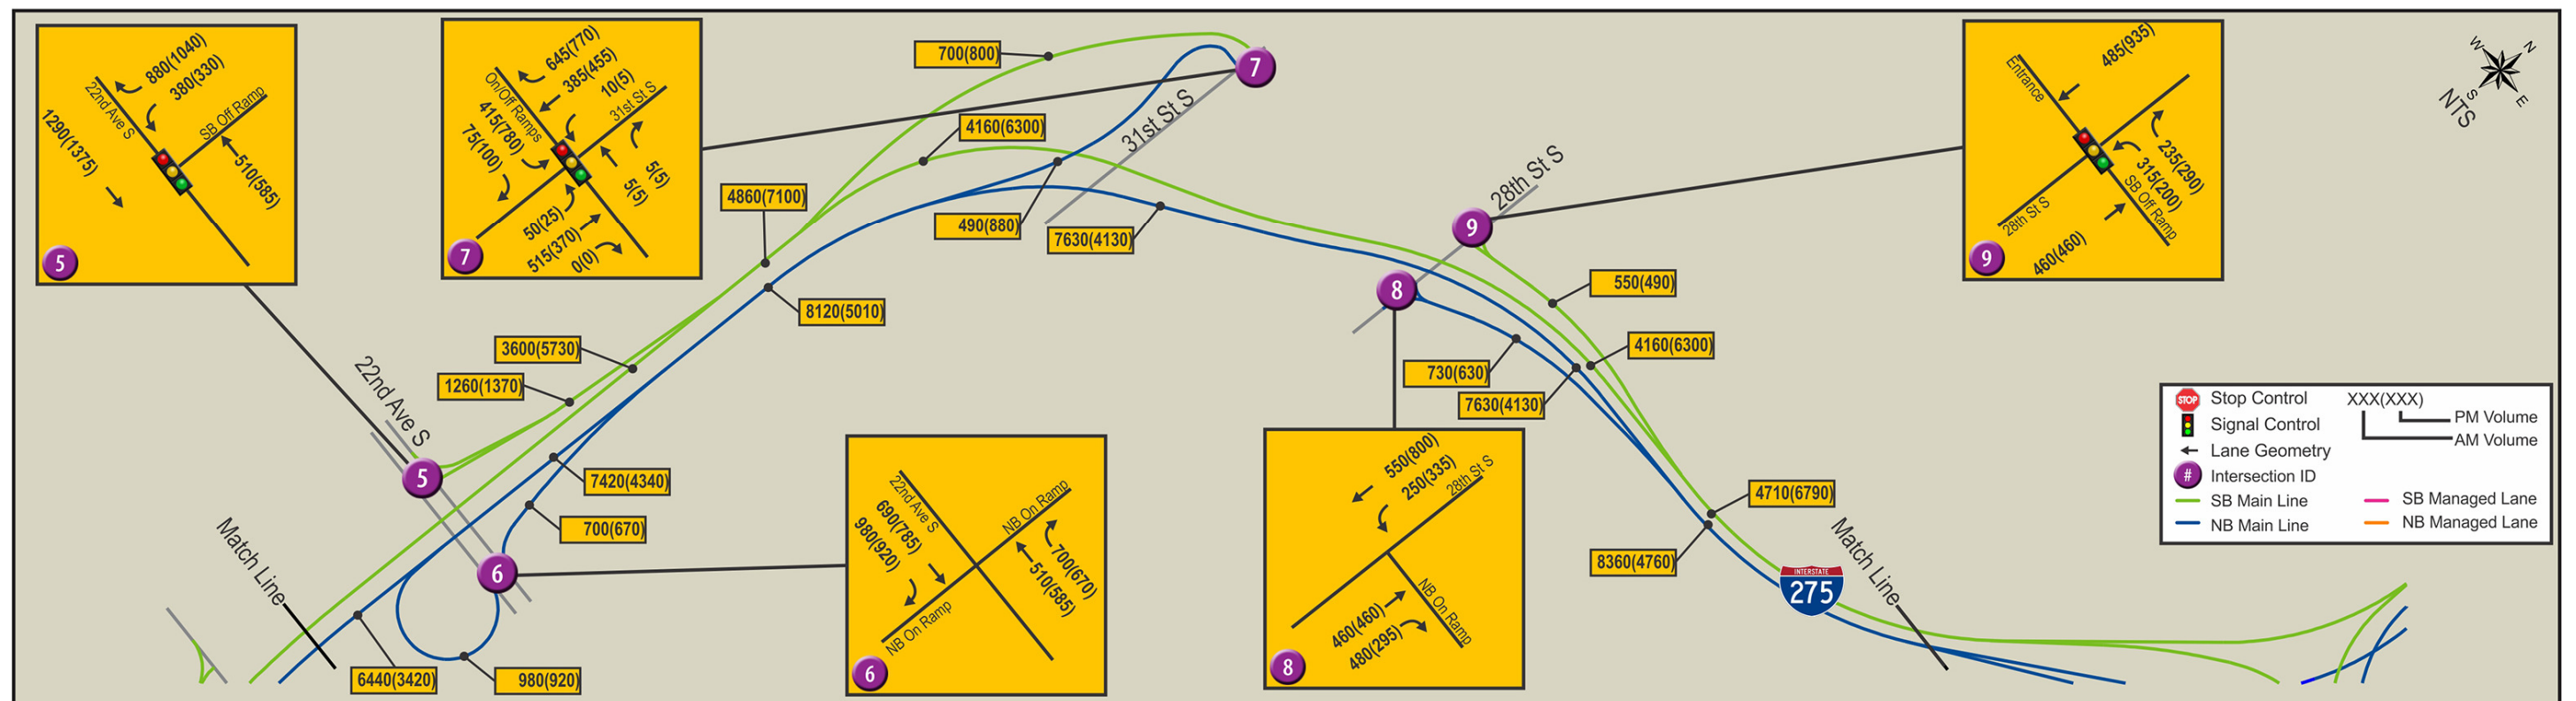 880(1040)
380(330)
22nd Ave S
SB Off Ramp
1290(1375)
510(585)
5
645(770)
385(455)
10(5)
On/Off Ramps
31st St S
415(780)
75(100)
5(5)
5(5)
50(25)
515(370)
0(0)
7
700(800)
7
31st St S
4160(6300)
4860(7100)
490(880)
7630(4130)
8120(5010)
28th St S
9
8
485(935)
Entrance
235(290)
315(200)
28th St S
SB Off Ramp
460(460)
9
W
N
S
E
NTS
550(490)
4160(6300)
730(630)
7630(4130)
3600(5730)
1260(1370)
22nd Ave S
5
7420(4340)
700(670)
Match Line
6
6440(3420)
980(920)
22nd Ave S
690(785)
980(920)
NB On Ramp
700(670)
510(585)
NB On Ramp
6
550(800)
250(335)
28th St S
460(460)
480(295)
NB On Ramp
8
4710(6790)
8360(4760)
Match Line
INTERSTATE
275
STOP
Stop Control
Signal Control
Lane Geometry
#
Intersection ID
SB Main Line
NB Main Line
XXX(XXX)
PM Volume
AM Volume
SB Managed Lane
NB Managed Lane